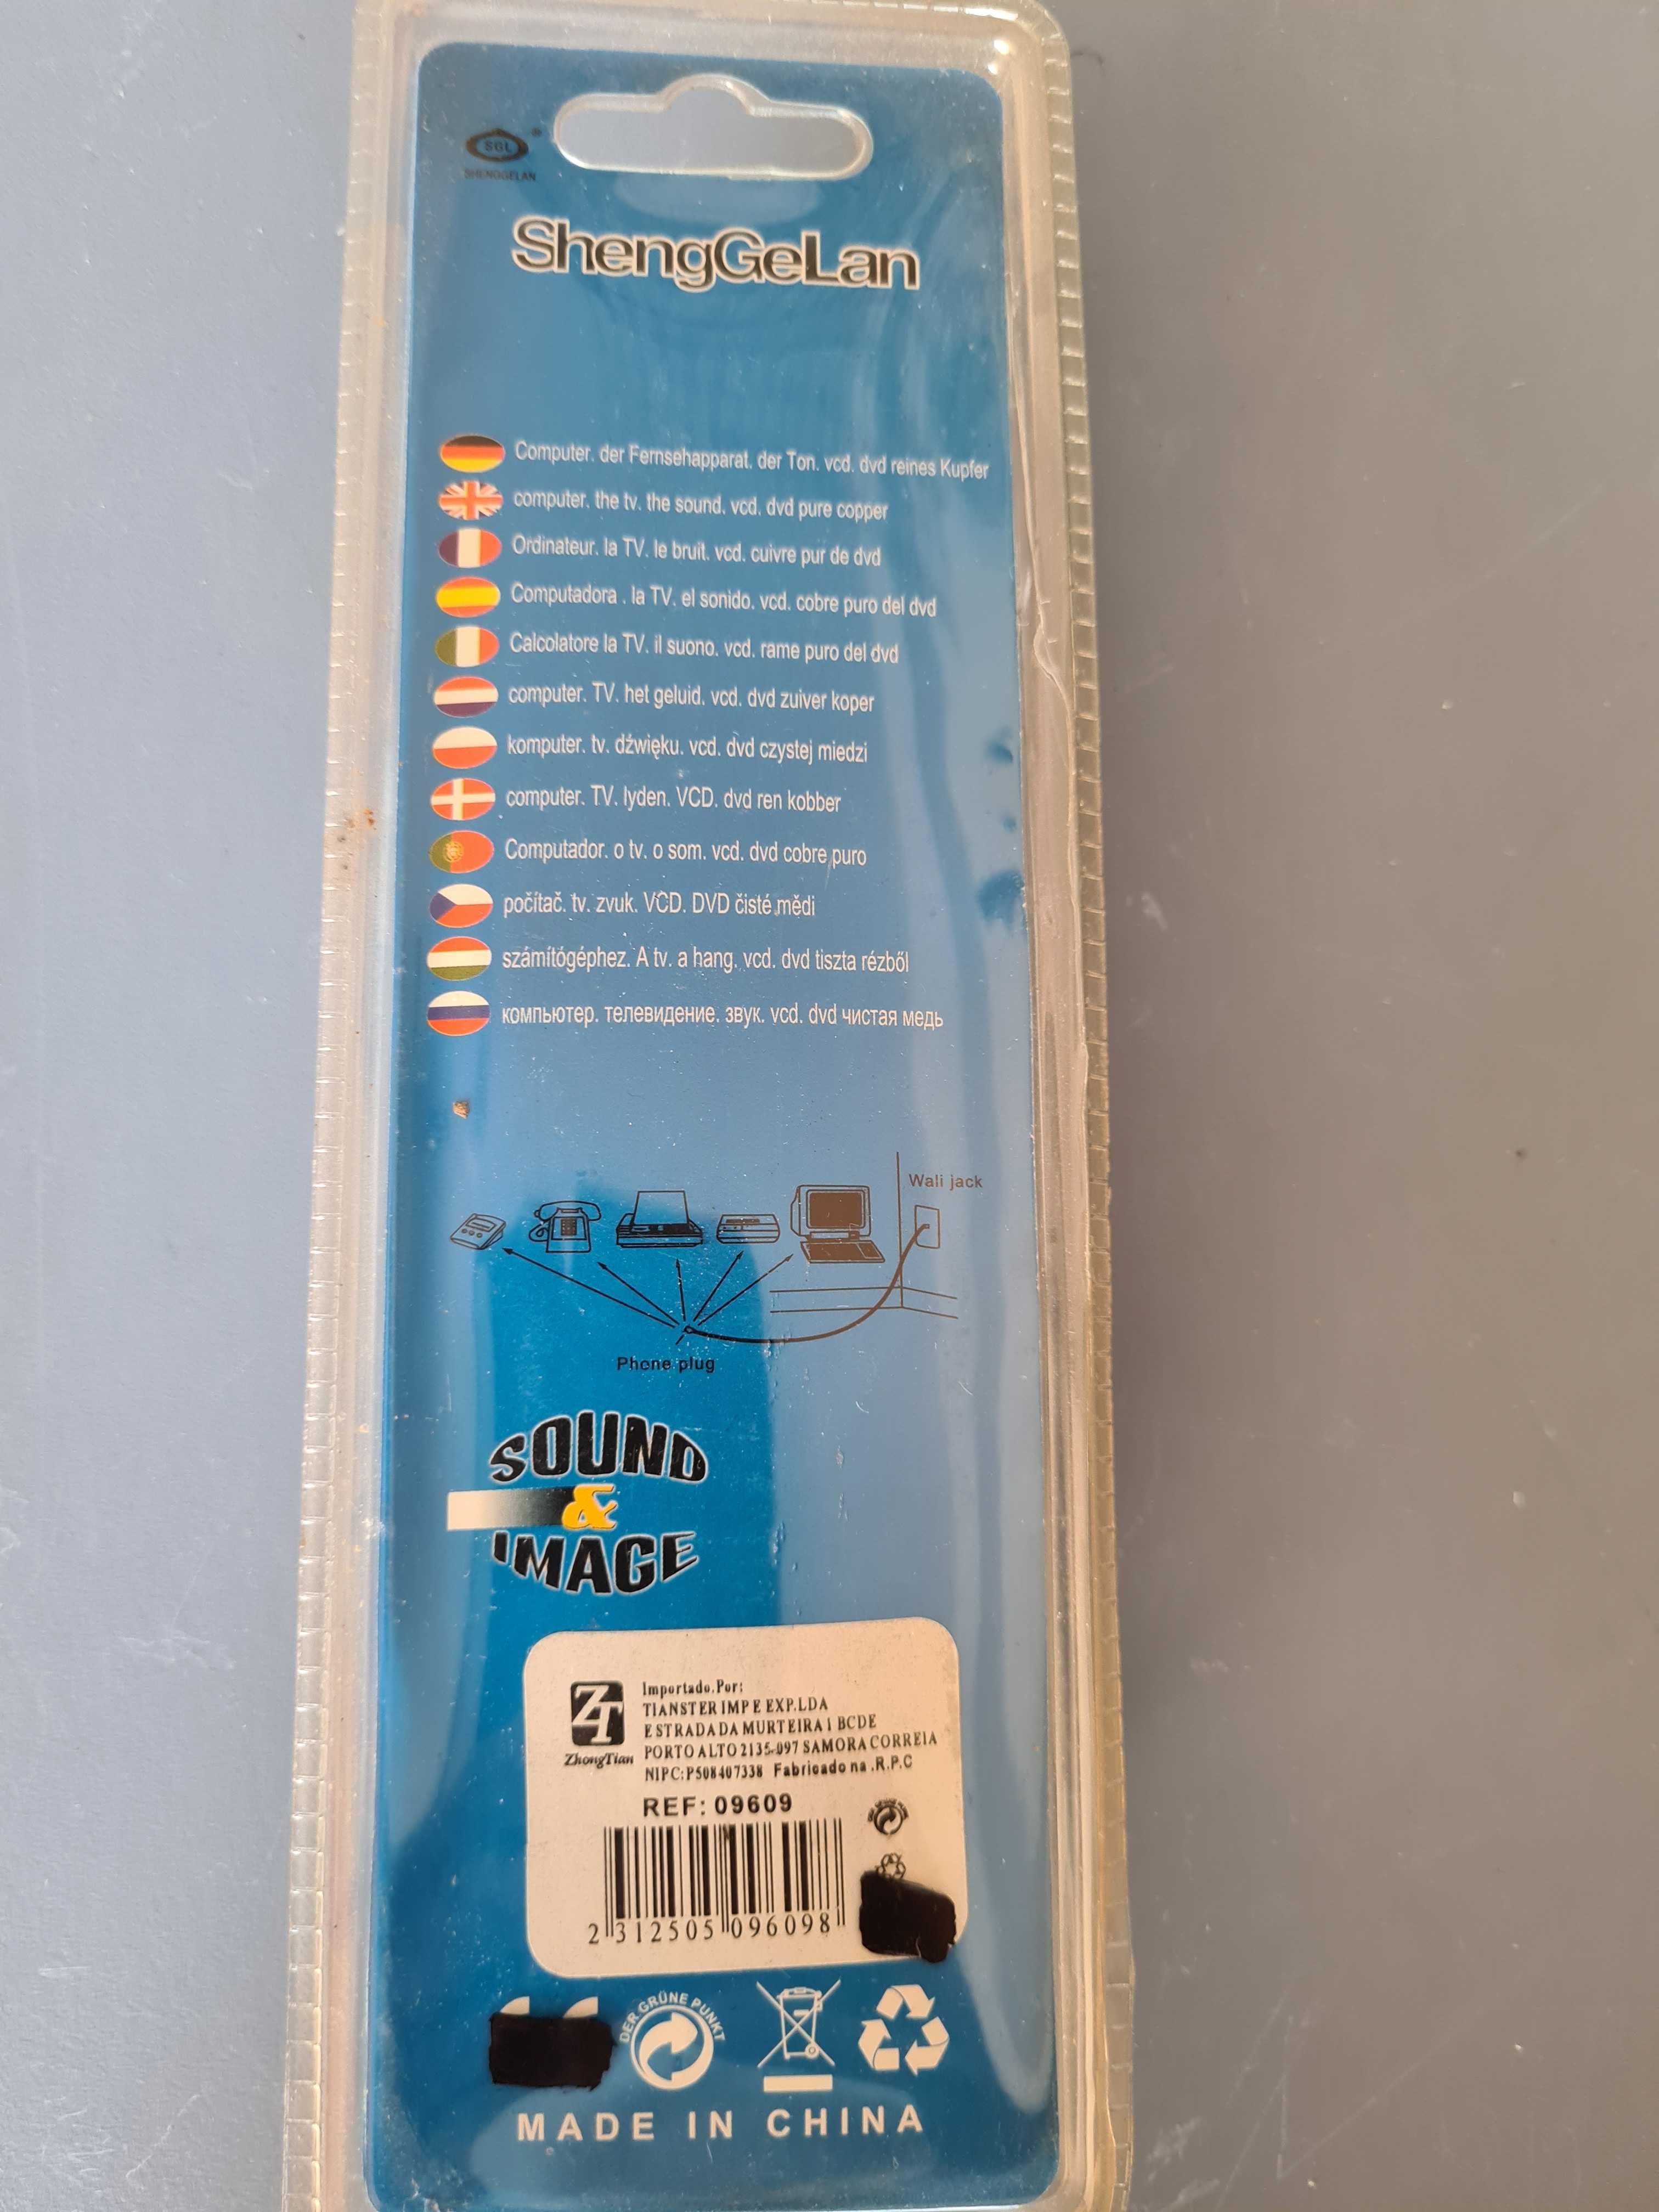 SGL
SHENGGELAN
ShengGeLan
Computer. der Fernsehapparat. der Ton. vcd. dvd reines Kupfer
computer. the tv. the sound. vcd. dvd pure copper
Ordinateur. la TV. le bruit. vcd. cuivre pur de dvd
Computadora . la TV. el sonido. vcd. cobre puro del dvd
Calcolatore la TV. il suono. vcd. rame puro del dvd
computer. TV. het geluid. vcd. dvd zuiver koper
komputer. tv. dźwięku. vcd. dvd czystej miedzi
computer. TV. lyden. VCD. dvd ren kobber
Computador. o tv. o som. vcd. dvd cobre puro
počítač. tv. zvuk. VCD. DVD čisté mědi
számítógéphez. A tv. a hang. vcd. dvd tiszta rézből
компьютер. телевидение. звук. vcd. dvd чистая медь
Wali jack
Phone plug
SOUND
&
IMAGE
ZT
ZhongTian
Importado.Por:
TIANSTER IMP E EXP.LDA
ESTRADA DA MURTEIRA 1 BCDE
PORTO ALTO 2135-097 SAMORA CORREIA
NIPC:P508407338 Fabricado na .R.P.C
REF: 09609
2 312505 096098
DER GRÜNE PUNKT
MADE IN CHINA